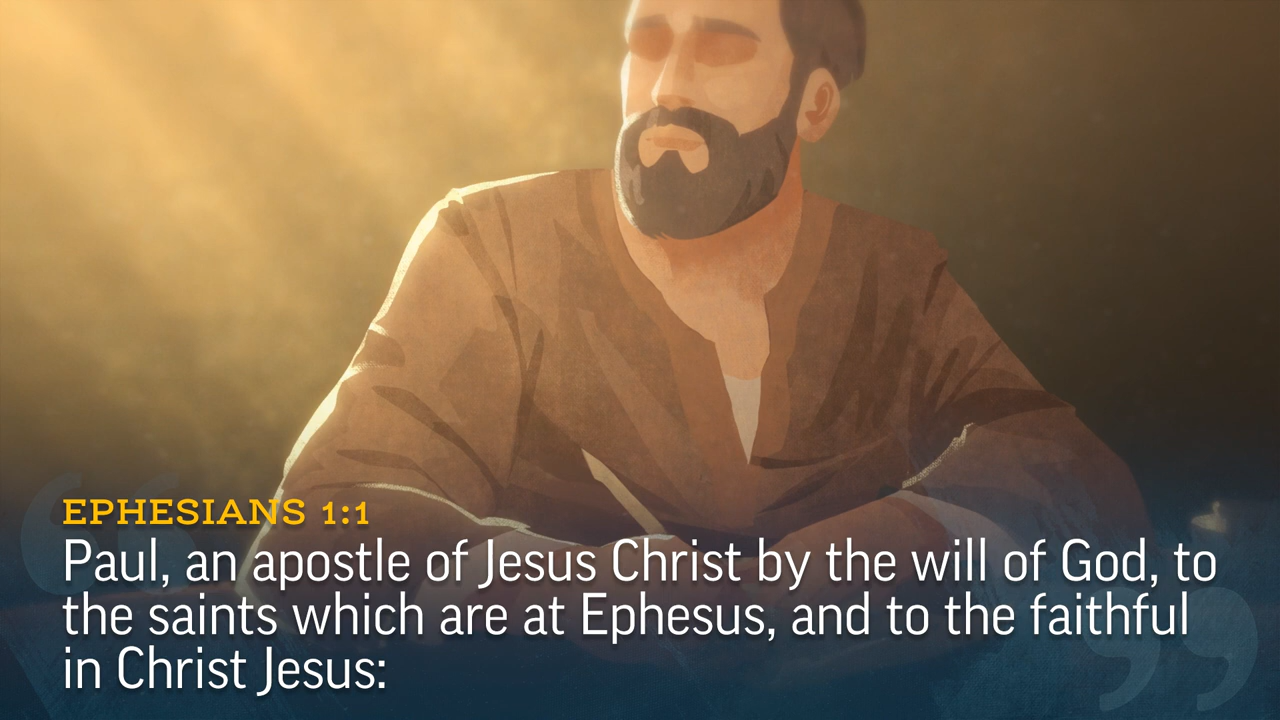 EPHESIANS 1:1
Paul, an apostle of Jesus Christ by the will of God, to
the saints which are at Ephesus, and to the faithful
in Christ Jesus: